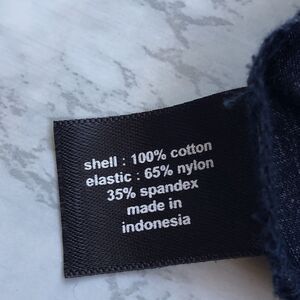 shell : 100% cotton
elastic : 65% nylon
35% spandex
made in
indonesia